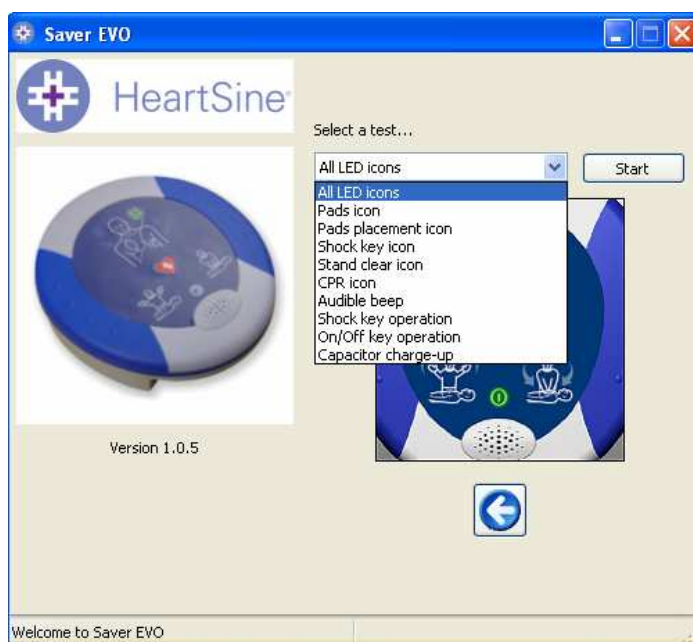 Saver EVO
HeartSine
Select a test...
All LED icons
Start
All LED icons
Pads icon
Pads placement icon
Shock key icon
Stand clear icon
CPR icon
Audible beep
Shock key operation
On/Off key operation
Capacitor charge-up
Version 1.0.5
Welcome to Saver EVO